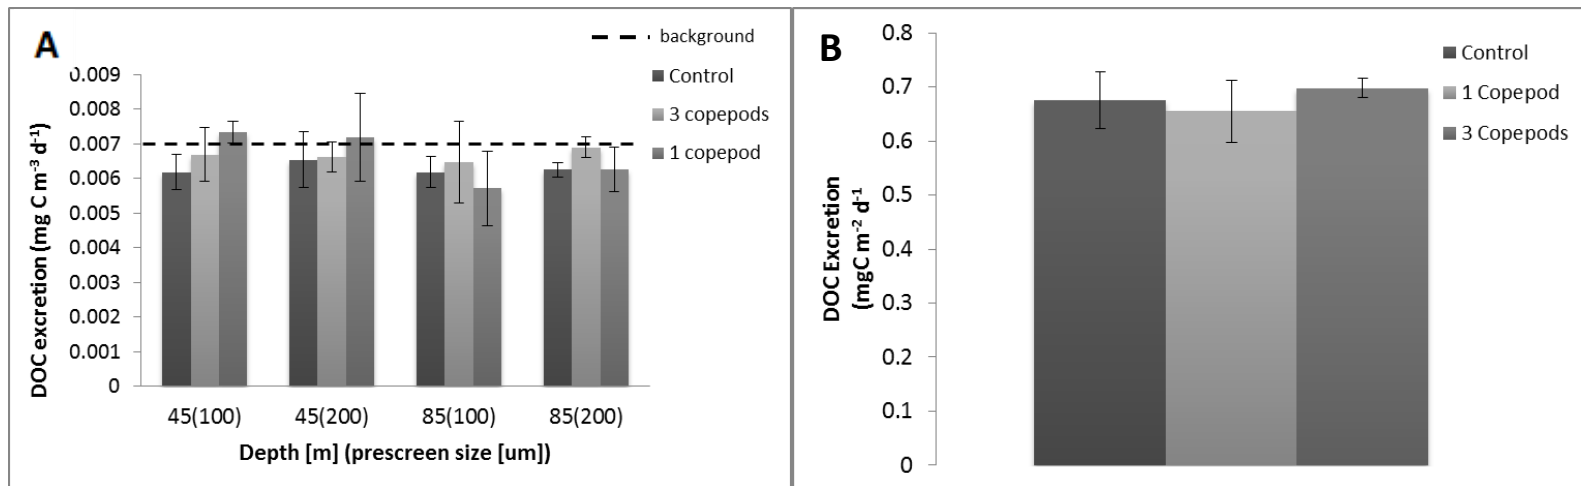 A
background
Control
3 copepods
1 copepod
DOC excretion (mg C m-3 d-1)
0.009
0.008
0.007
0.006
0.005
0.004
0.003
0.002
0.001
0
45(100) 45(200) 85(100) 85(200)
Depth [m] (prescreen size [um])
B
DOC Excretion
(mgC m-2 d-1)
0.8
0.7
0.6
0.5
0.4
0.3
0.2
0.1
0
Control
1 Copepod
3 Copepods